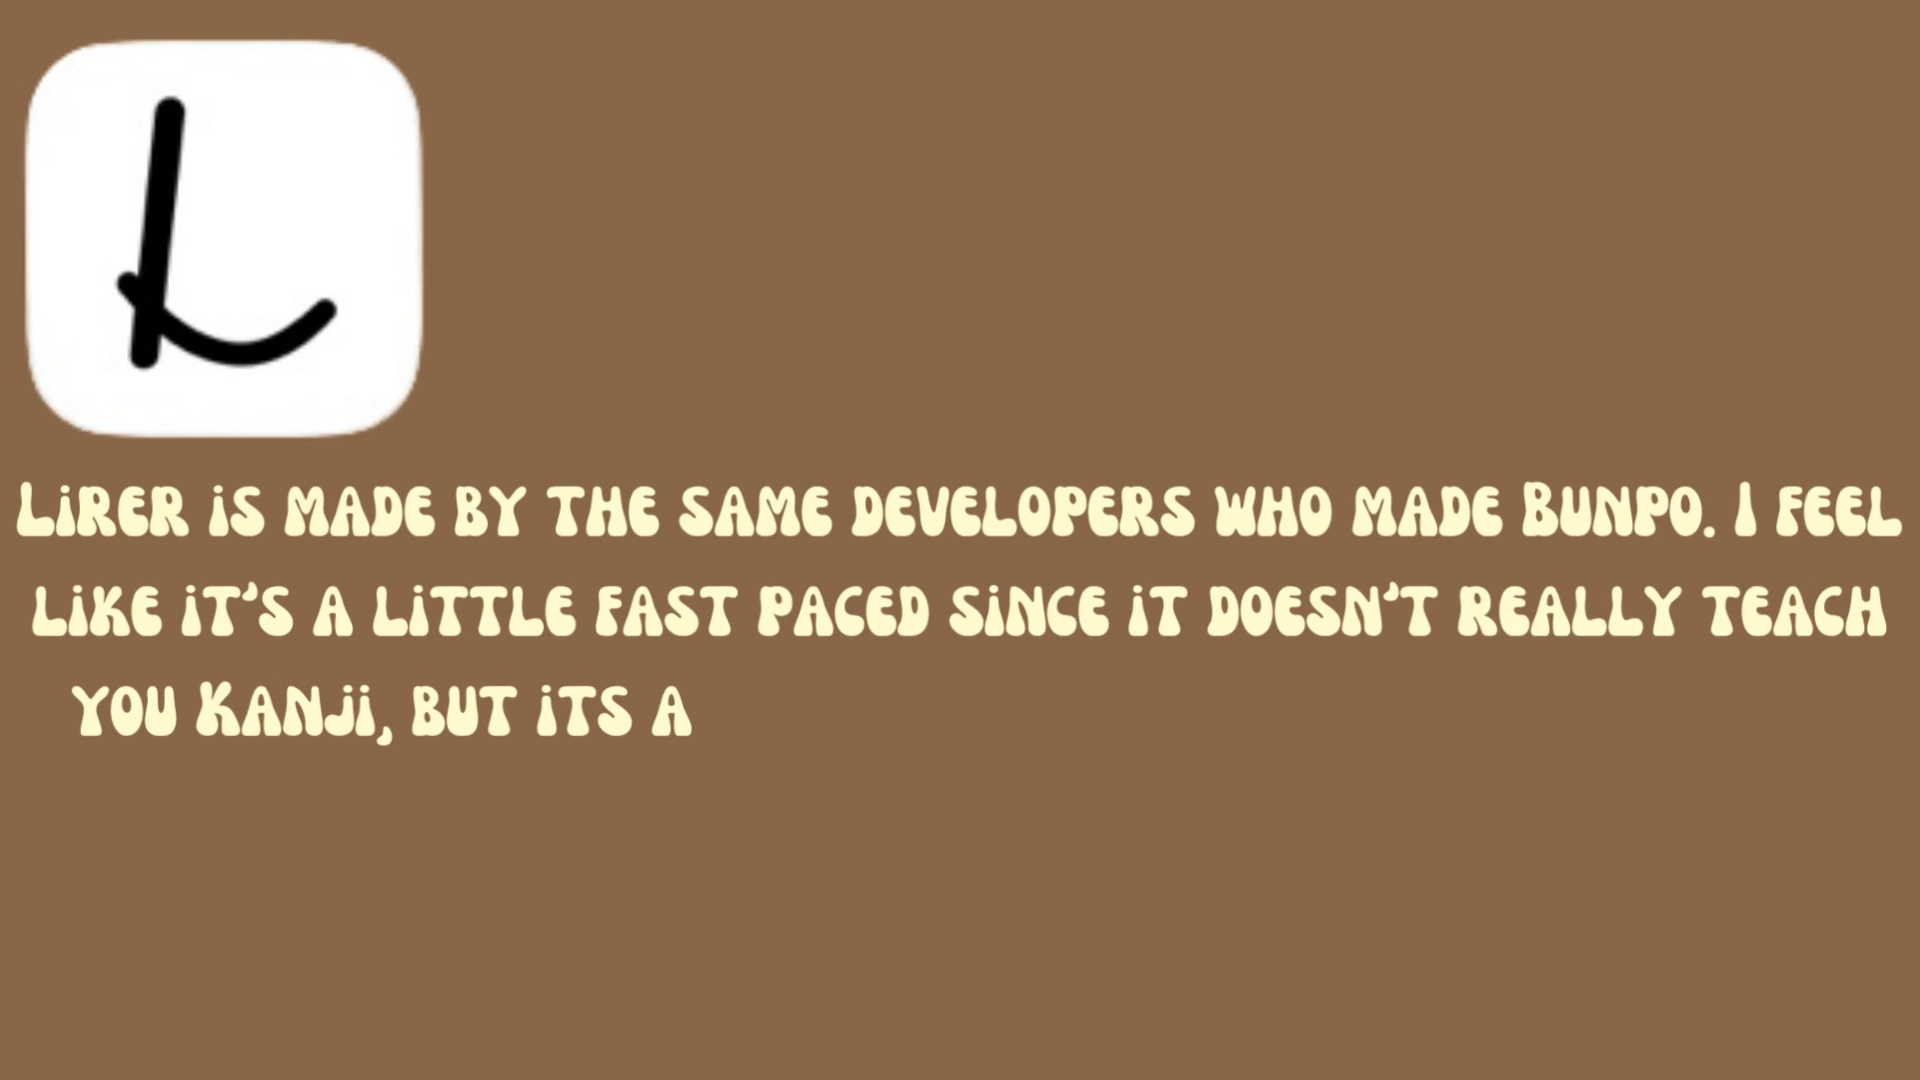 L
Lirer is made by the same developers who made Bunpo. I feel
like it's a little fast paced since it doesn't really teach
you Kanji, but its a